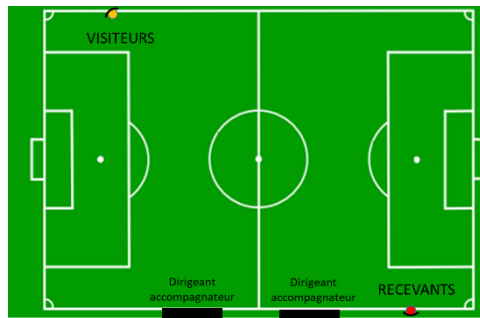 VISITEURS
Dirigeant
accompagnateur
Dirigeant
accompagnateur
RECEVANTS